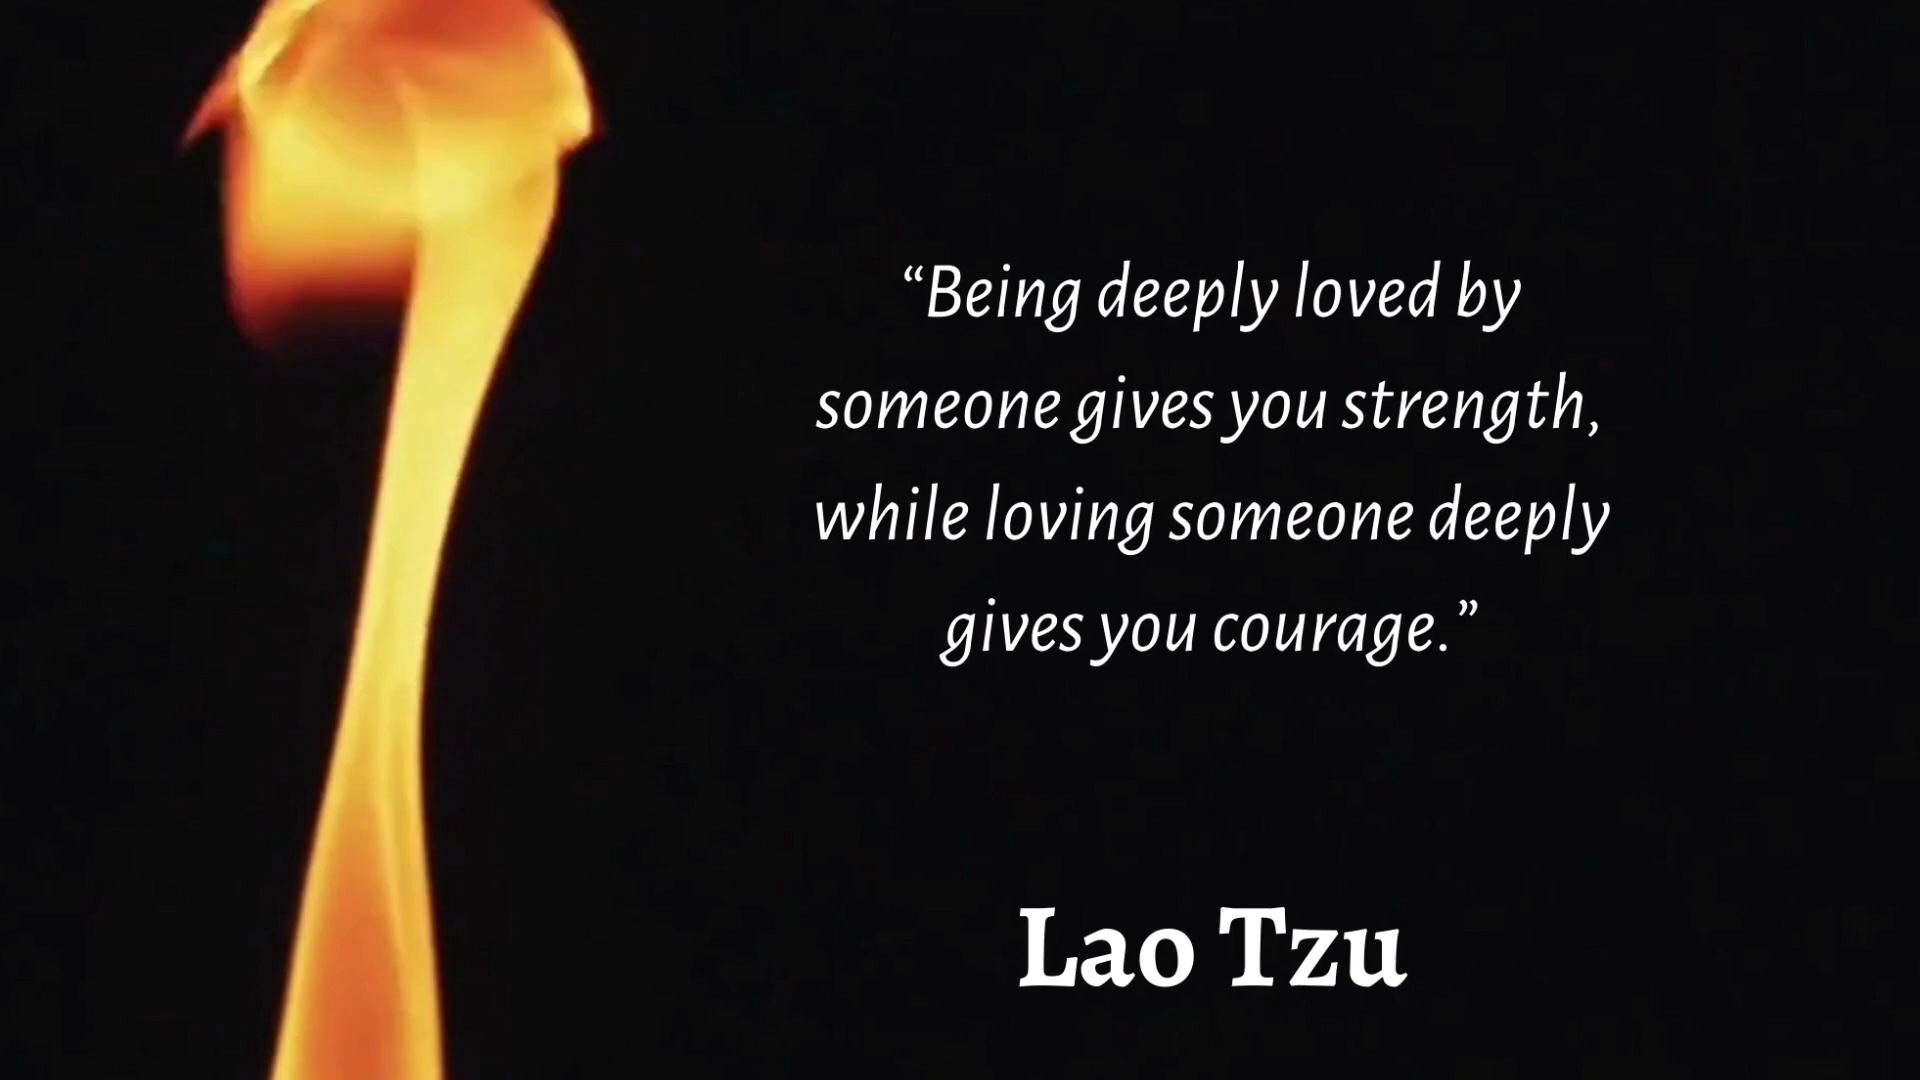 “Being deeply loved by
someone gives you strength,
while loving someone deeply
gives you courage.”
Lao Tzu